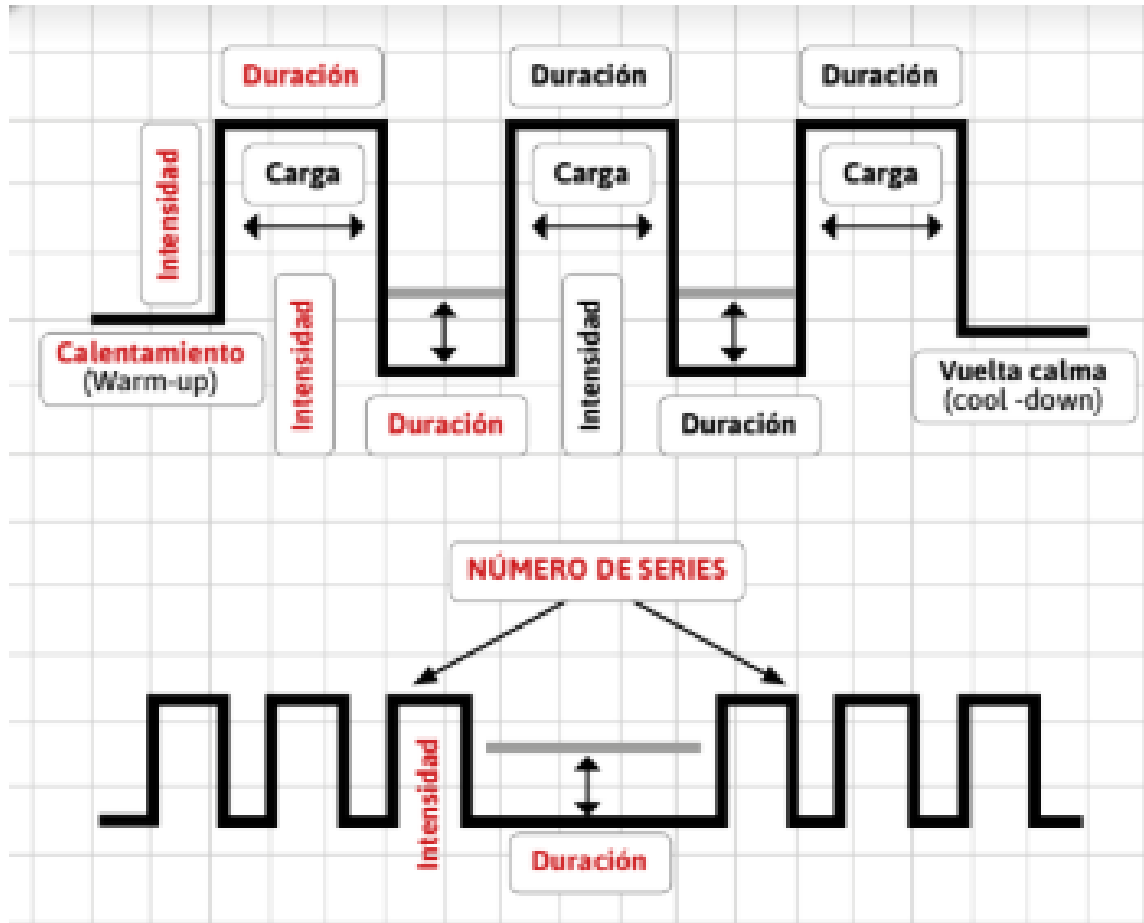 Duración
Duración
Duración
Intensidad
Carga
Carga
Carga
Intensidad
Intensidad
Calentamiento
(Warm-up)
Vuelta calma
(cool -down)
Duración
Duración
NÚMERO DE SERIES
Intensidad
Duración